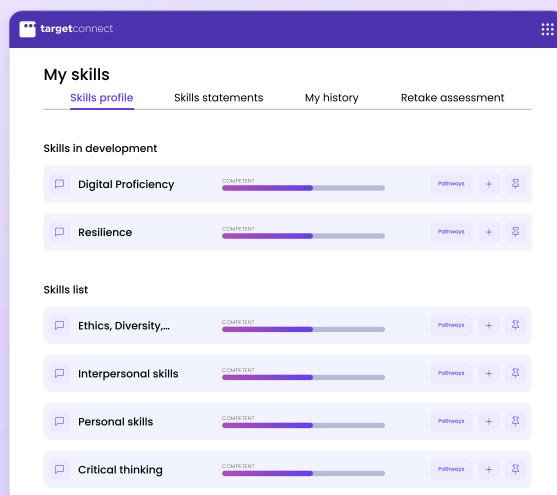 targetconnect
My skills
Skills profile Skills statements My history Retake assessment
Skills in development
Digital Proficiency COMPETENT Pathways +
Resilience COMPETENT Pathways +
Skills list
Ethics, Diversity,... COMPETENT Pathways +
Interpersonal skills COMPETENT Pathways +
Personal skills COMPETENT Pathways +
Critical thinking COMPETENT Pathways +